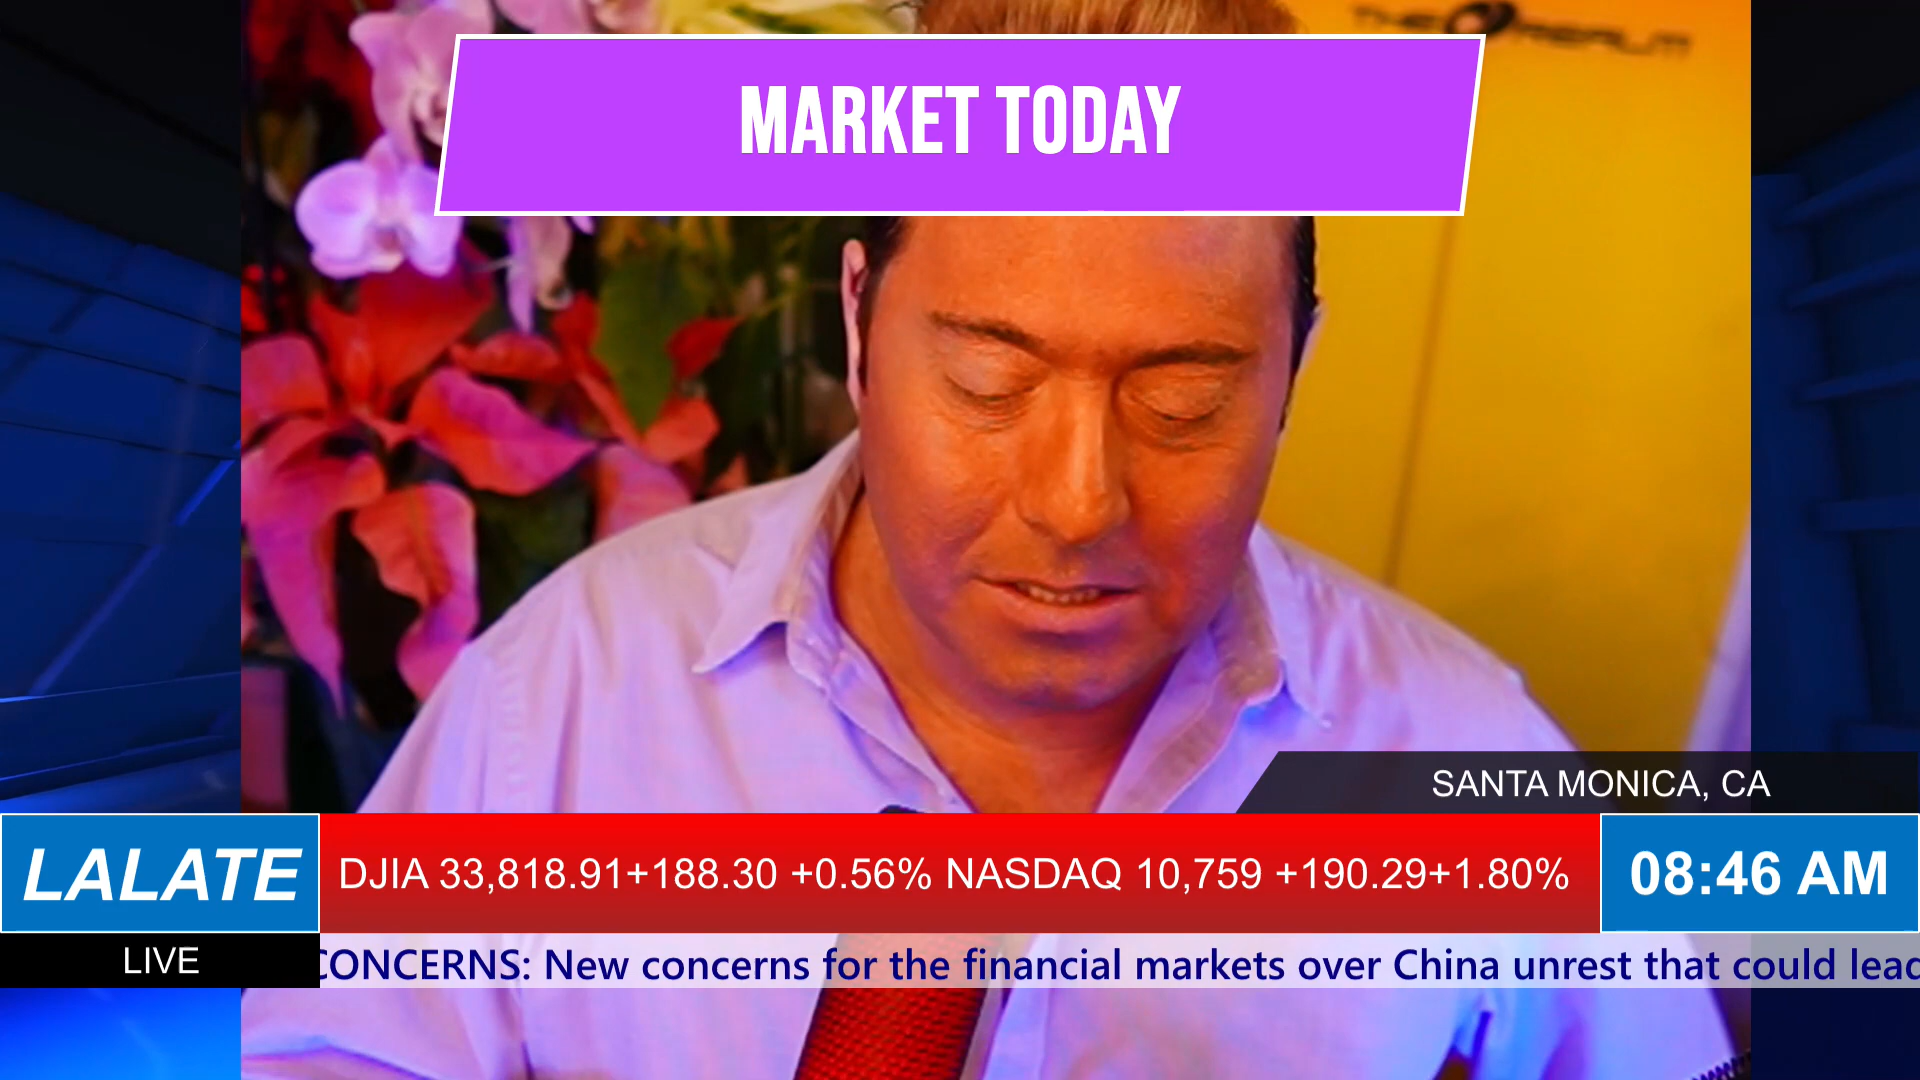 MARKET TODAY
SANTA MONICA, CA
LALATE
DJIA 33,818.91+188.30 +0.56% NASDAQ 10,759 +190.29+1.80%
08:46 AM
LIVE
CONCERNS: New concerns for the financial markets over China unrest that could lead